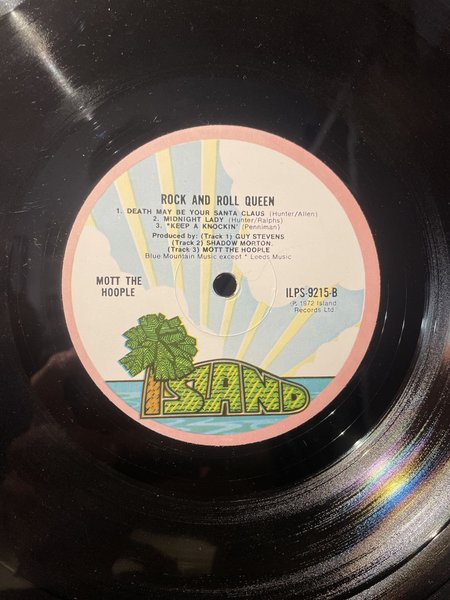 ROCK AND ROLL QUEEN
1. DEATH MAY BE YOUR SANTA CLAUS (Hunter/Allen)
2. MIDNIGHT LADY (Hunter/Ralphs)
3. *KEEP A KNOCKIN' (Penniman)
Produced by: (Track 1) GUY STEVENS
(Track 2) SHADOW MORTON.
(Track 3) MOTT THE HOOPLE
Blue Mountain Music except * Leeds Music
MOTT THE
HOOPLE
ILPS-9215-B
℗ 1972 Island
Records Ltd.
ISLAND